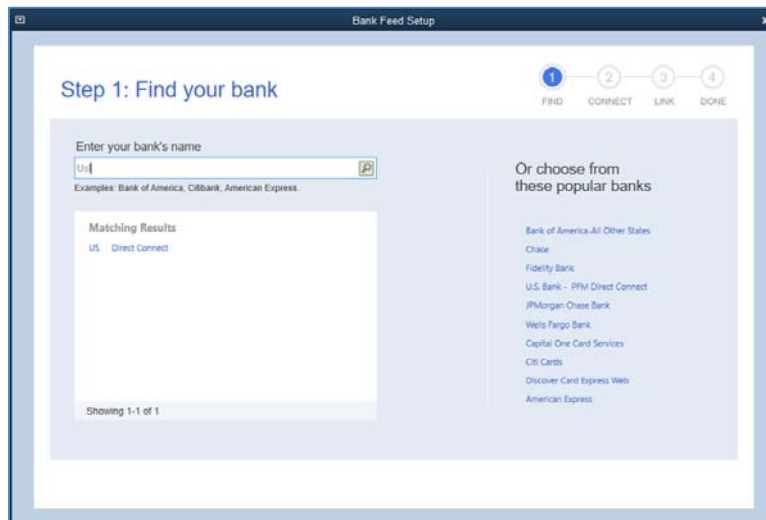 Bank Feed Setup
Step 1: Find your bank
1 2 3 4
FIND CONNECT LINK DONE
Enter your bank's name
Us
Examples: Bank of America, Citibank, American Express.
Matching Results
US Direct Connect
Showing 1-1 of 1
Or choose from
these popular banks
Bank of America-All Other States
Chase
Fidelity Bank
U.S. Bank - PFM Direct Connect
JPMorgan Chase Bank
Wells Fargo Bank
Capital One Card Services
Citi Cards
Discover Card Express Web
American Express